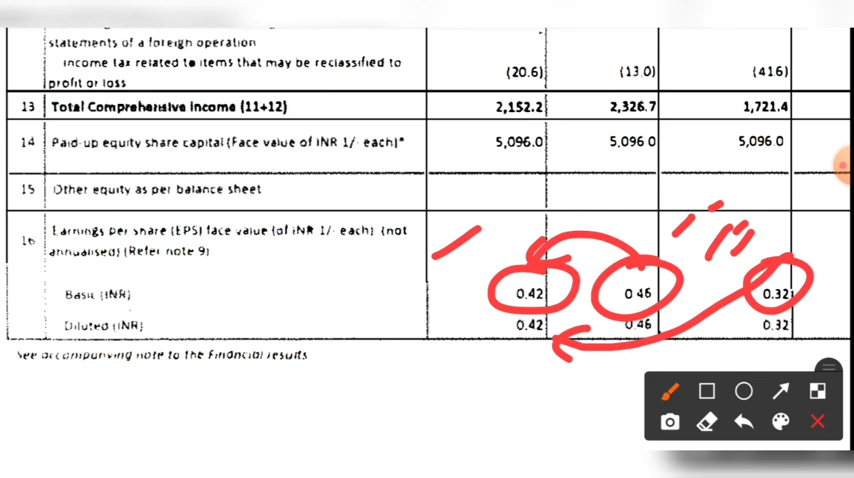 statements of a foreign operation
income tax related to items that may be reclassified to
profit or loss (20.6) (13.0) (416)
13 Total Comprehensive Income (11+12) 2,152.2 2,326.7 1,721.4
14 Paid-up equity share capital (Face value of INR 1/- each)* 5,096.0 5,096 0 5,096.0
15 Other equity as per balance sheet
16 Earnings per share (EPS) face value (of INR 1/- each) (not
annualised) (Refer note 9)
Basic (INR) 0.42 0 46 0.32
Diluted (INR) 0.42 0.46 0.32
See accompanying note to the Financial results